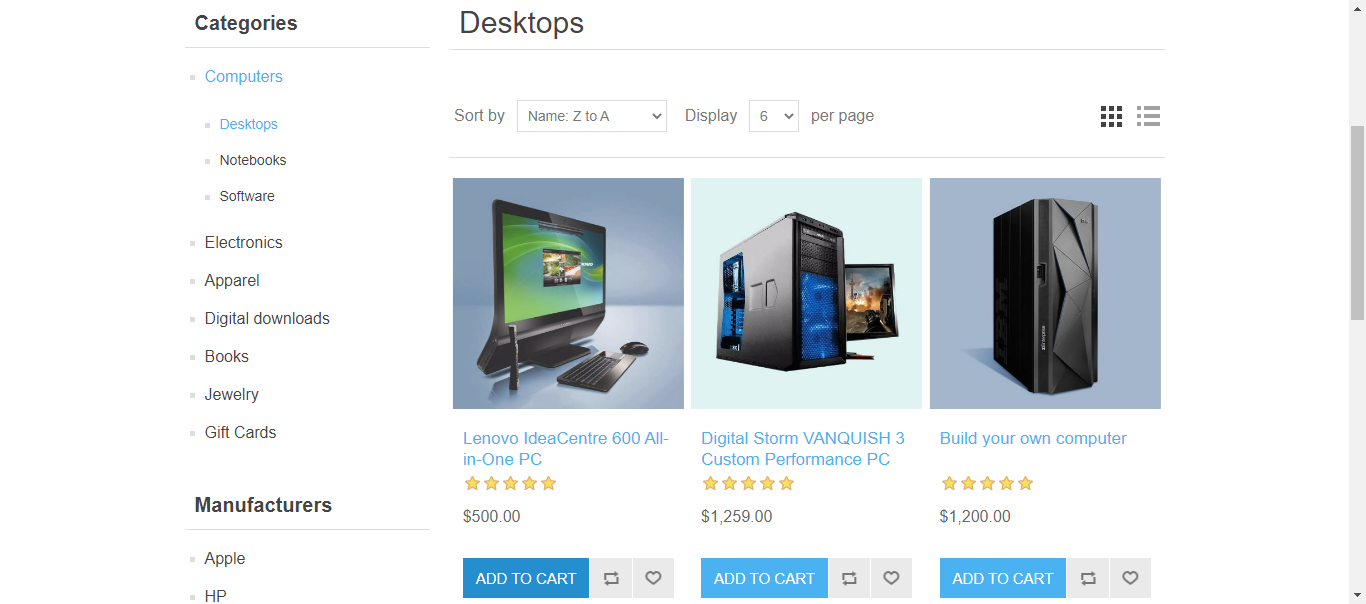 Categories
Computers
Desktops
Notebooks
Software
Electronics
Apparel
Digital downloads
Books
Jewelry
Gift Cards
Manufacturers
Apple
HP
Desktops
Sort by Name: Z to A Display 6 per page
Lenovo IdeaCentre 600 All-
in-One PC
$500.00
ADD TO CART
Digital Storm VANQUISH 3
Custom Performance PC
$1,259.00
ADD TO CART
Build your own computer
$1,200.00
ADD TO CART